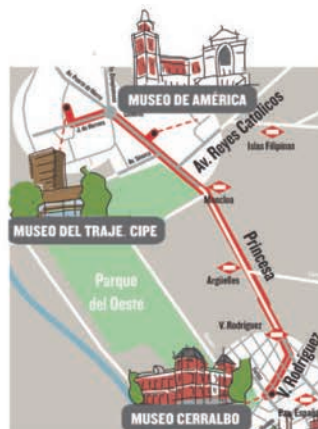 MUSEO DE AMÉRICA
Av. Reyes Catolicos
Islas Filipinas
MUSEO DEL TRAJE. CIPE
Moncloa
Princesa
Parque
del Oeste
Argüelles
V. Rodríguez
V. Rodríguez
MUSEO CERRALBO